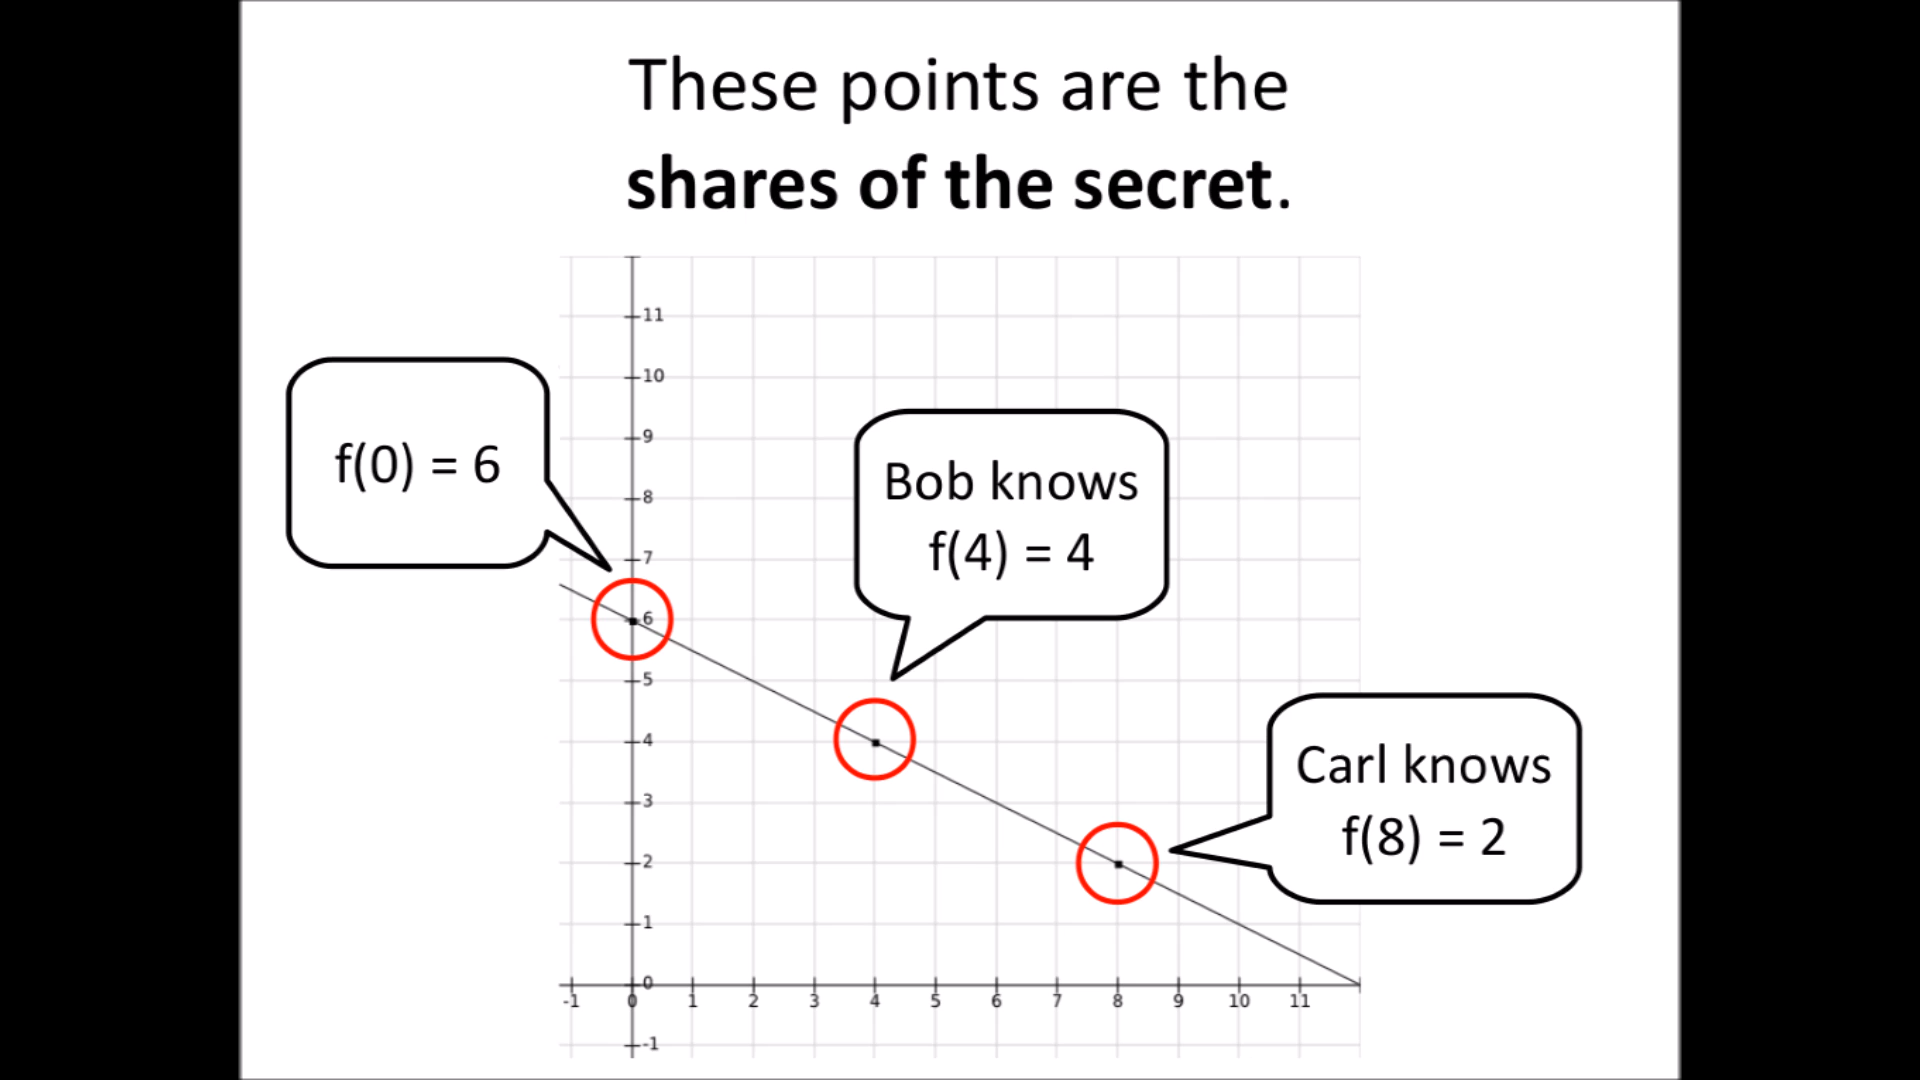 These points are the
shares of the secret.
f(0) = 6
Bob knows
f(4) = 4
Carl knows
f(8) = 2
11
10
9
8
7
6
5
4
3
2
1
0
-1
-1 0 1 2 3 4 5 6 7 8 9 10 11